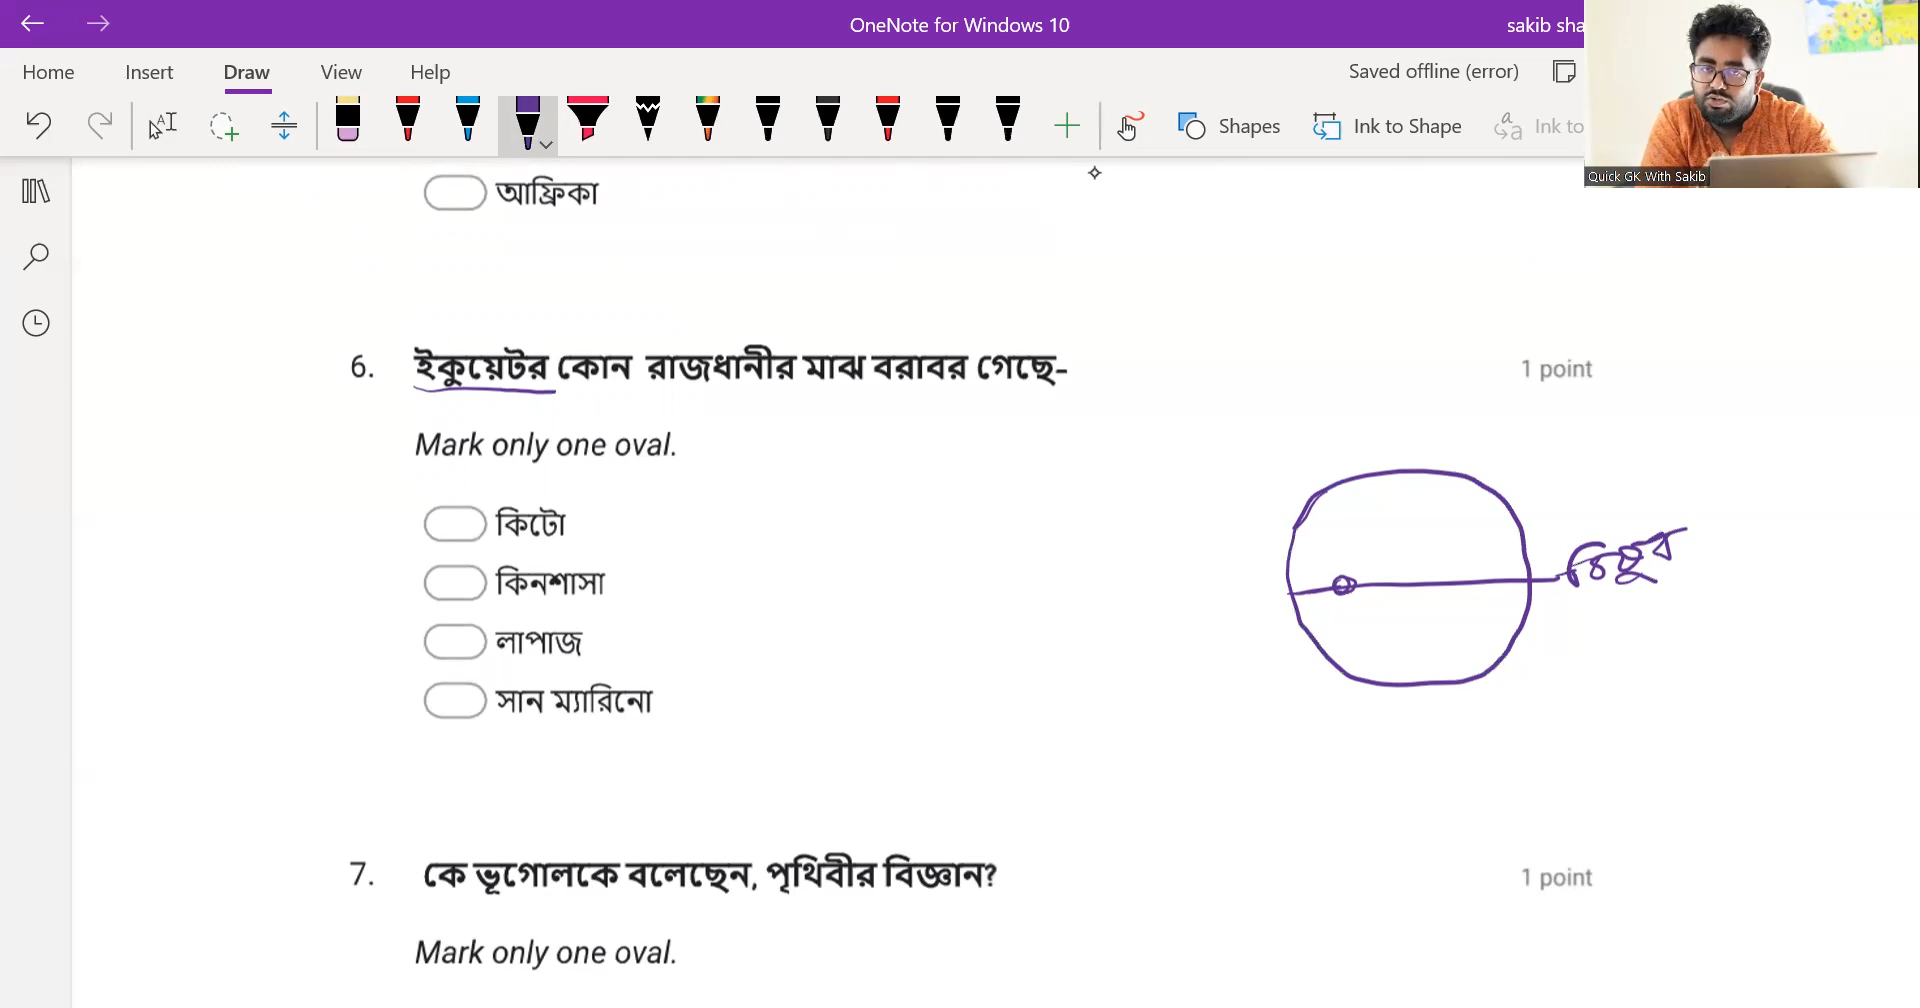 OneNote for Windows 10
sakib sha
Home Insert Draw View Help
Saved offline (error)
Shapes Ink to Shape Ink to
Quick GK With Sakib
আফ্রিকা
6. ইকুয়েটর কোন রাজধানীর মাঝ বরাবর গেছে-
1 point
Mark only one oval.
কিটো
কিনশাসা
লাপাজ
সান ম্যারিনো
বিষুব
7. কে ভূগোলকে বলেছেন, পৃথিবীর বিজ্ঞান?
1 point
Mark only one oval.